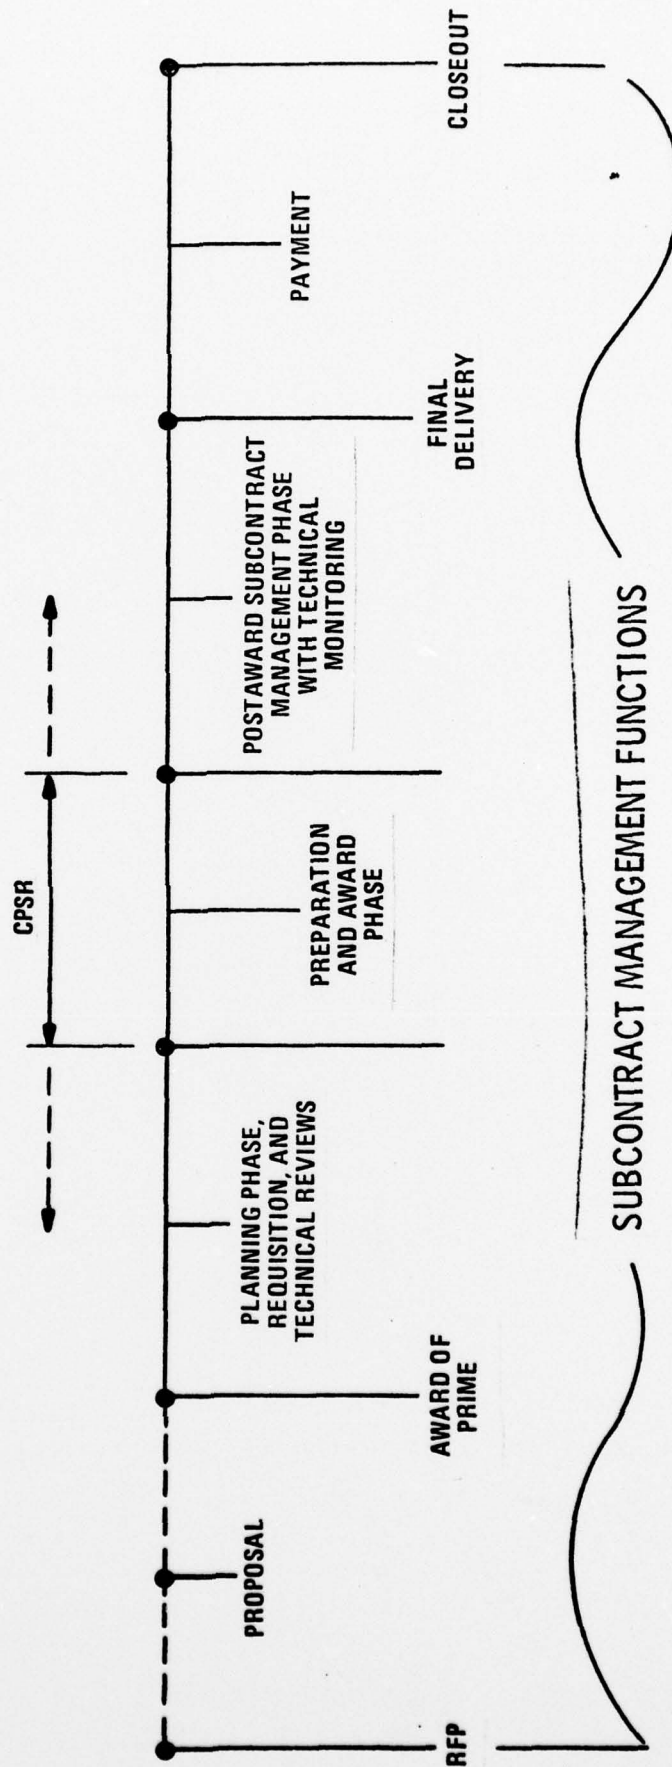 CPSR
RFP
PROPOSAL
AWARD OF
PRIME
PLANNING PHASE,
REQUISITION, AND
TECHNICAL REVIEWS
PREPARATION
AND AWARD
PHASE
POSTAWARD SUBCONTRACT
MANAGEMENT PHASE
WITH TECHNICAL
MONITORING
FINAL
DELIVERY
PAYMENT
CLOSEOUT
SUBCONTRACT MANAGEMENT FUNCTIONS